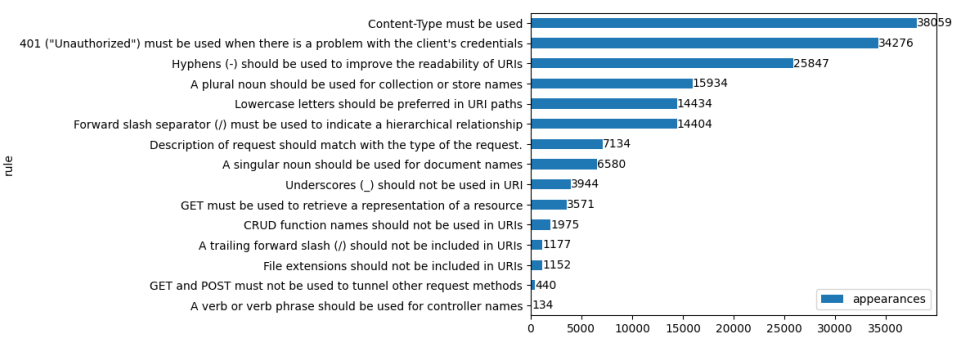 Content-Type must be used 38059
401 ("Unauthorized") must be used when there is a problem with the client's credentials 34276
Hyphens (-) should be used to improve the readability of URIs 25847
A plural noun should be used for collection or store names 15934
Lowercase letters should be preferred in URI paths 14434
Forward slash separator (/) must be used to indicate a hierarchical relationship 14404
Description of request should match with the type of the request. 7134
A singular noun should be used for document names 6580
Underscores (_) should not be used in URI 3944
GET must be used to retrieve a representation of a resource 3571
CRUD function names should not be used in URIs 1975
A trailing forward slash (/) should not be included in URIs 1177
File extensions should not be included in URIs 1152
GET and POST must not be used to tunnel other request methods 440
A verb or verb phrase should be used for controller names 134
rule
appearances
0 5000 10000 15000 20000 25000 30000 35000